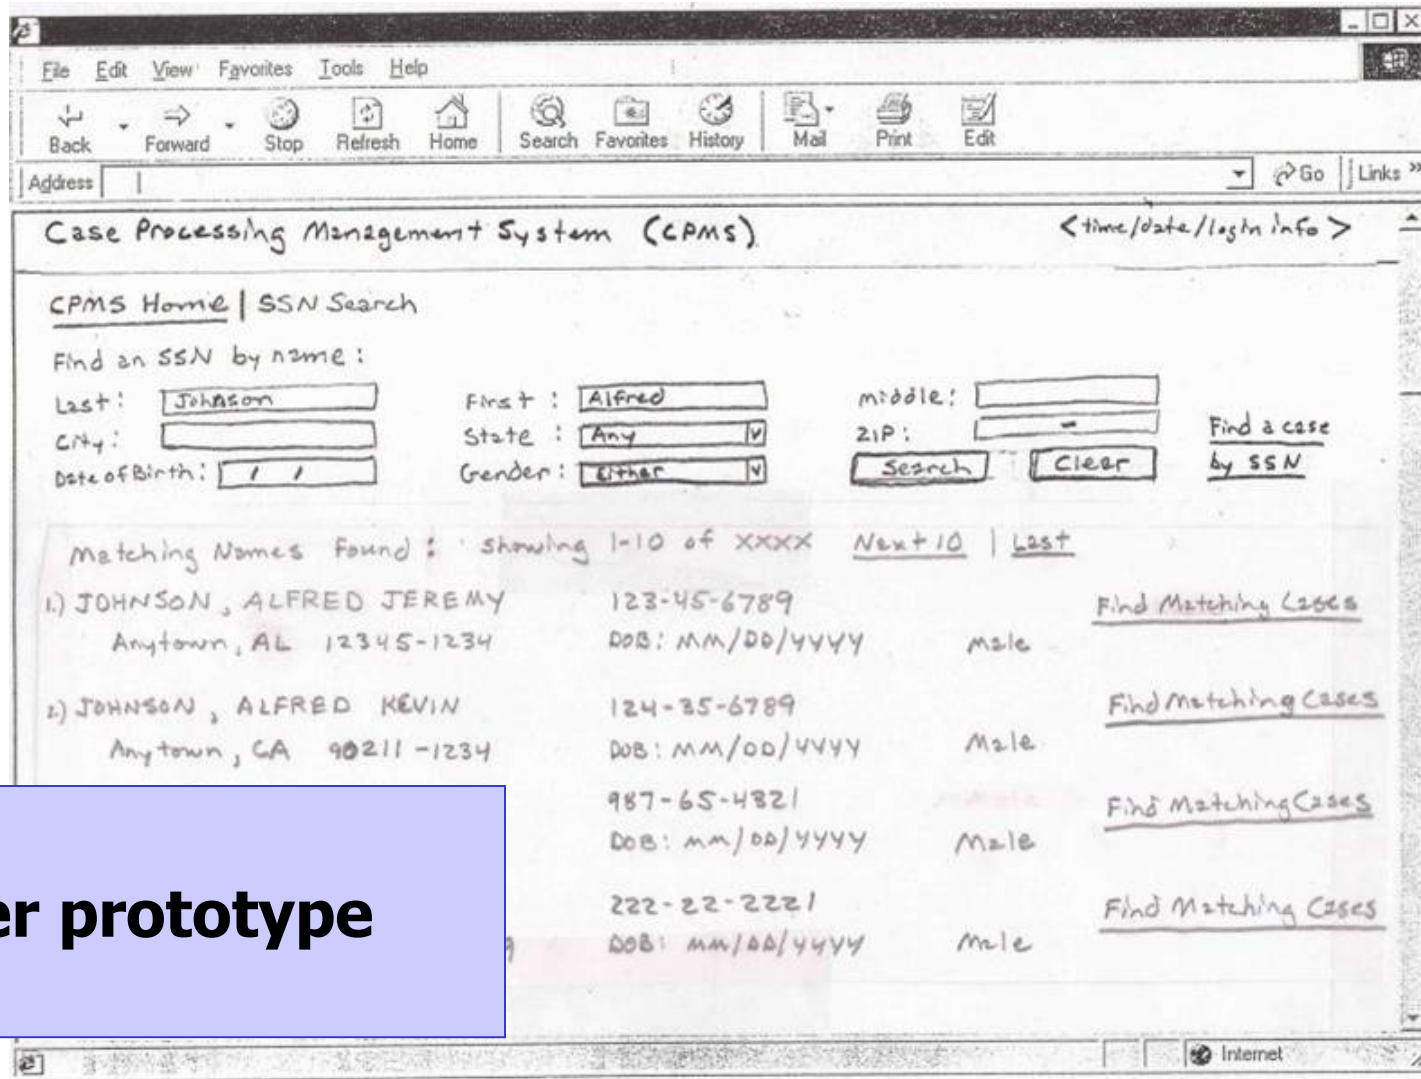 File Edit View Favorites Tools Help
Back Forward Stop Refresh Home Search Favorites History Mail Print Edit
Address Go Links »
Case Processing Management System (CPMS) <time/date/login info>
CPMS Home | SSN Search
Find an SSN by name:
Last: Johnson First: Alfred middle:
City: State: Any ZIP: - Find a case
Date of Birth: / / Gender: Either Search Clear by SSN
Matching Names Found: Showing 1-10 of XXXX Next 10 | Last
1.) JOHNSON, ALFRED JEREMY 123-45-6789 Find Matching Cases
Anytown, AL 12345-1234 DOB: MM/DD/YYYY Male
2.) JOHNSON, ALFRED KEVIN 124-35-6789 Find Matching Cases
Anytown, CA 90211-1234 DOB: MM/DD/YYYY Male
987-65-4321 Find Matching Cases
DOB: MM/DD/YYYY Male
er prototype
222-22-2221 Find Matching Cases
DOB: MM/DD/YYYY Male
Internet